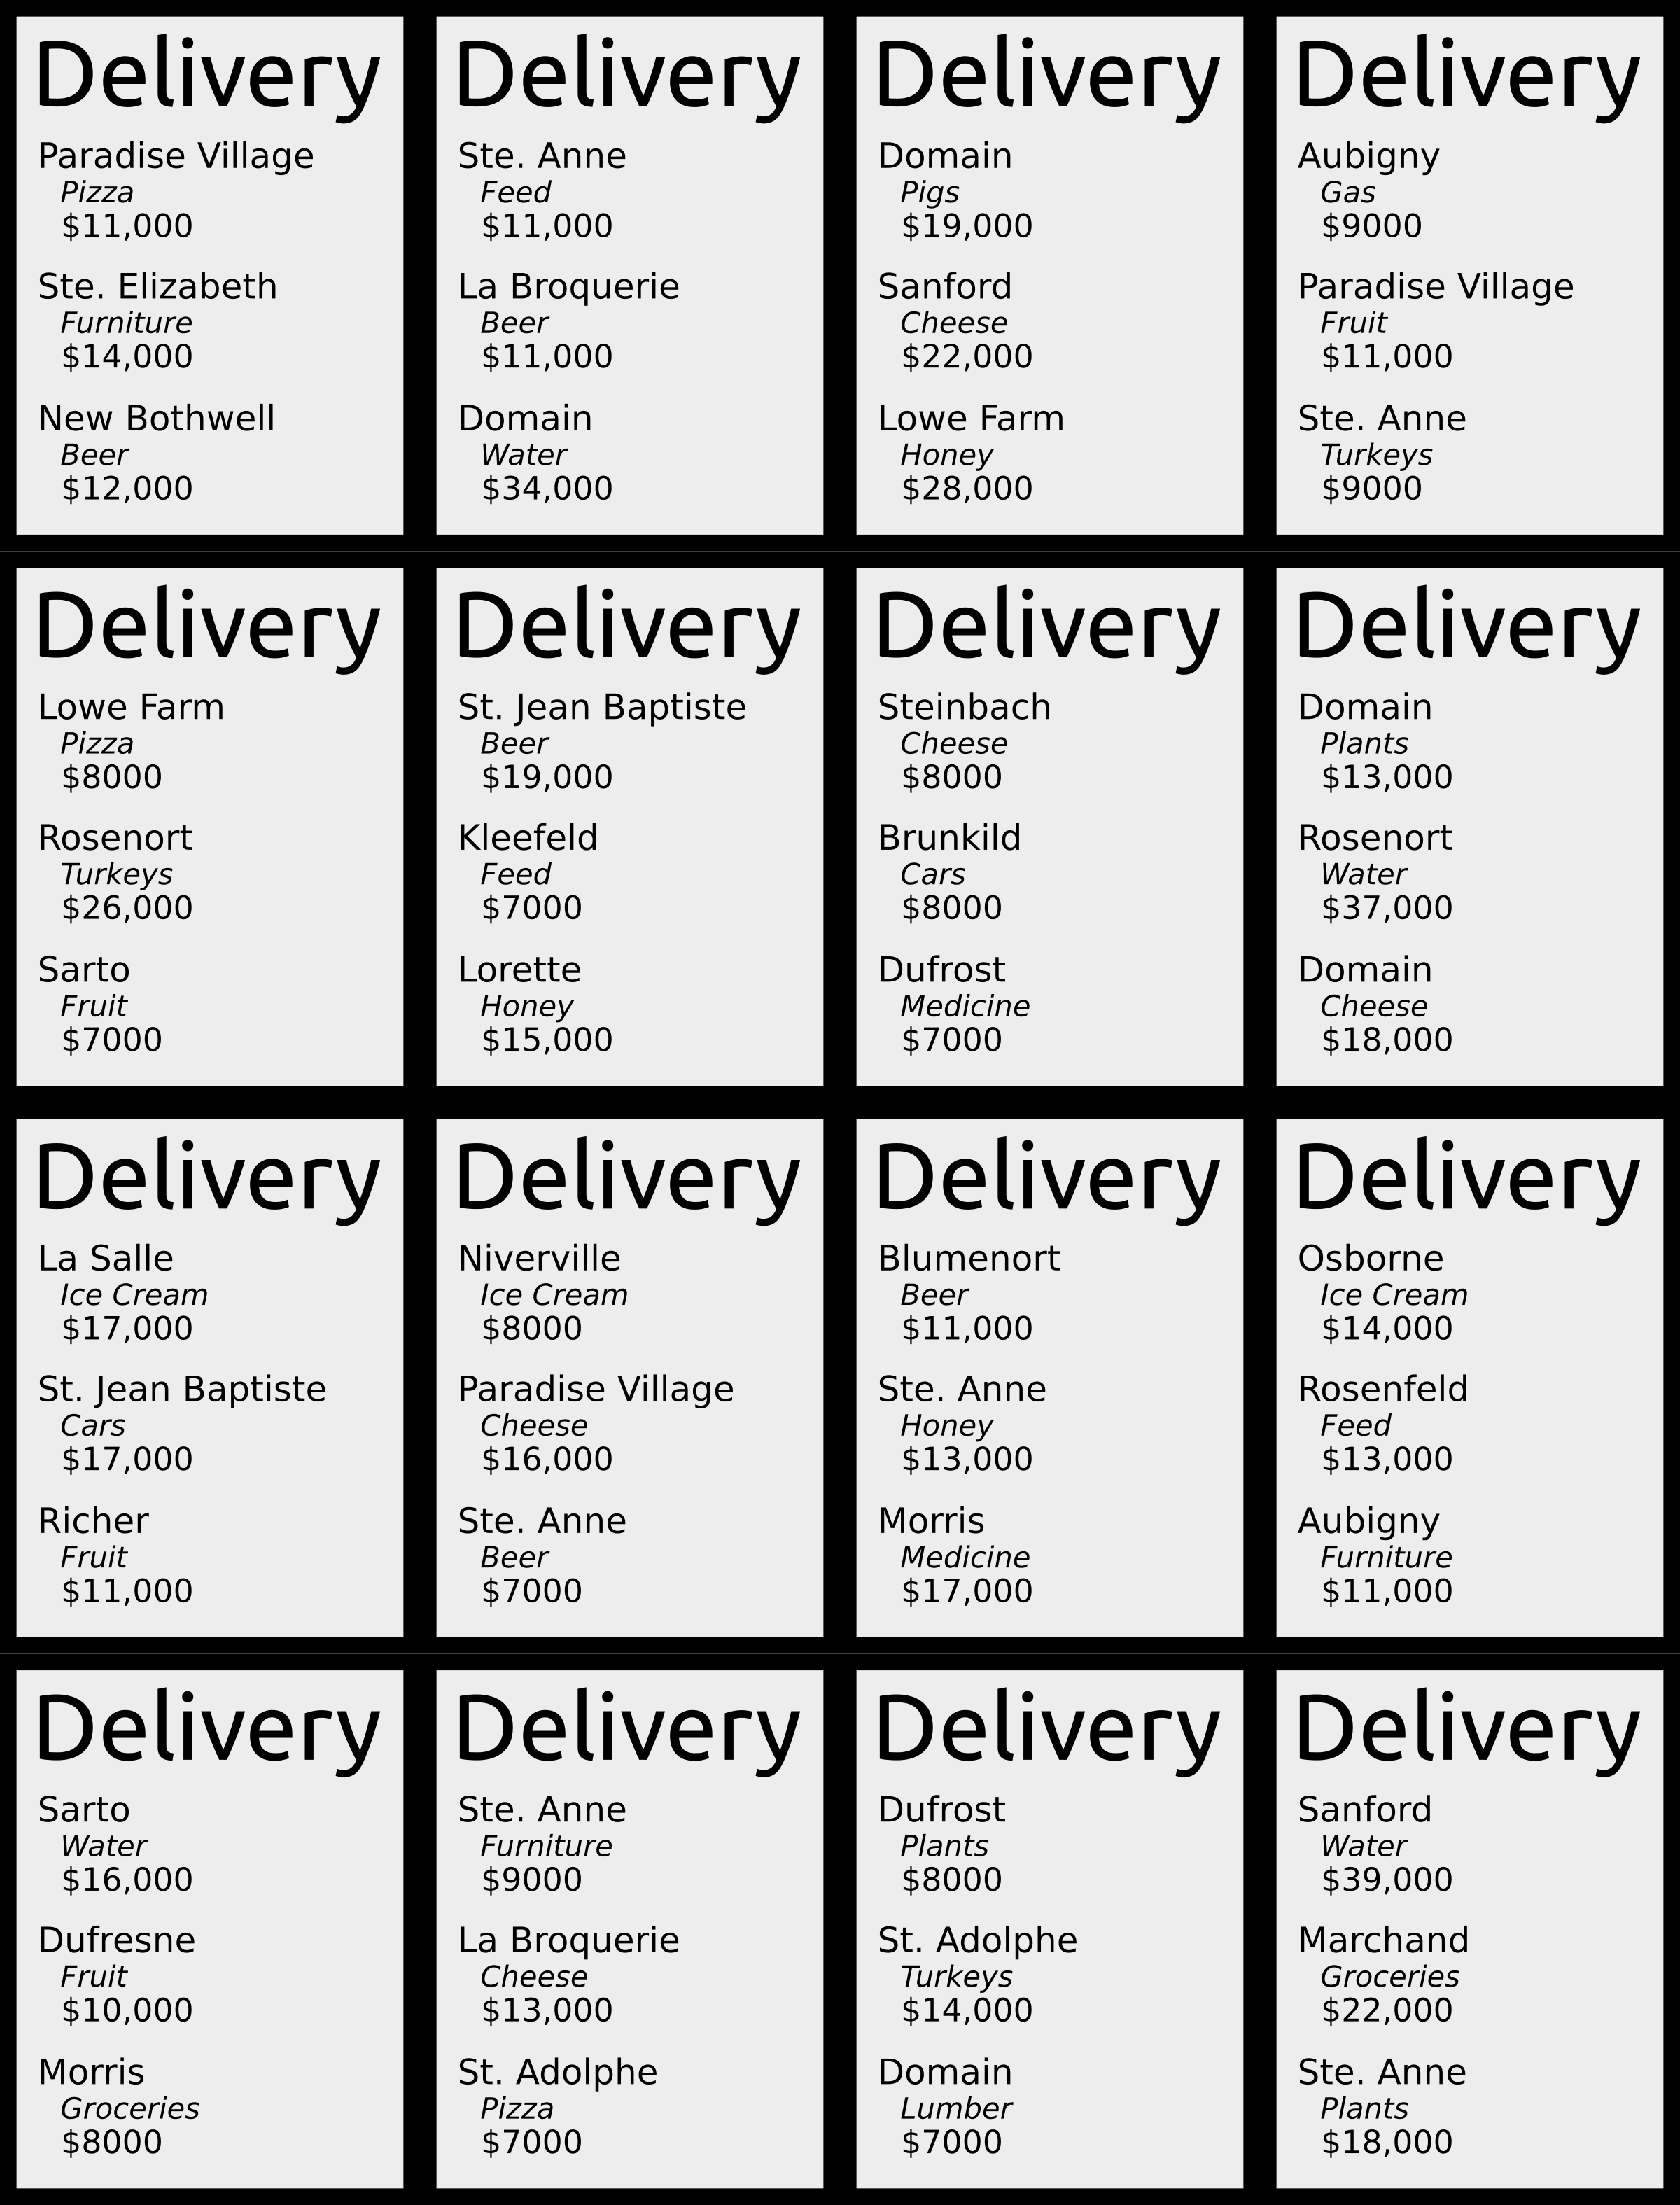 Delivery
Paradise Village
Pizza
$11,000
Ste. Elizabeth
Furniture
$14,000
New Bothwell
Beer
$12,000
Delivery
Ste. Anne
Feed
$11,000
La Broquerie
Beer
$11,000
Domain
Water
$34,000
Delivery
Domain
Pigs
$19,000
Sanford
Cheese
$22,000
Lowe Farm
Honey
$28,000
Delivery
Aubigny
Gas
$9000
Paradise Village
Fruit
$11,000
Ste. Anne
Turkeys
$9000
Delivery
Lowe Farm
Pizza
$8000
Rosenort
Turkeys
$26,000
Sarto
Fruit
$7000
Delivery
St. Jean Baptiste
Beer
$19,000
Kleefeld
Feed
$7000
Lorette
Honey
$15,000
Delivery
Steinbach
Cheese
$8000
Brunkild
Cars
$8000
Dufrost
Medicine
$7000
Delivery
Domain
Plants
$13,000
Rosenort
Water
$37,000
Domain
Cheese
$18,000
Delivery
La Salle
Ice Cream
$17,000
St. Jean Baptiste
Cars
$17,000
Richer
Fruit
$11,000
Delivery
Niverville
Ice Cream
$8000
Paradise Village
Cheese
$16,000
Ste. Anne
Beer
$7000
Delivery
Blumenort
Beer
$11,000
Ste. Anne
Honey
$13,000
Morris
Medicine
$17,000
Delivery
Osborne
Ice Cream
$14,000
Rosenfeld
Feed
$13,000
Aubigny
Furniture
$11,000
Delivery
Sarto
Water
$16,000
Dufresne
Fruit
$10,000
Morris
Groceries
$8000
Delivery
Ste. Anne
Furniture
$9000
La Broquerie
Cheese
$13,000
St. Adolphe
Pizza
$7000
Delivery
Dufrost
Plants
$8000
St. Adolphe
Turkeys
$14,000
Domain
Lumber
$7000
Delivery
Sanford
Water
$39,000
Marchand
Groceries
$22,000
Ste. Anne
Plants
$18,000